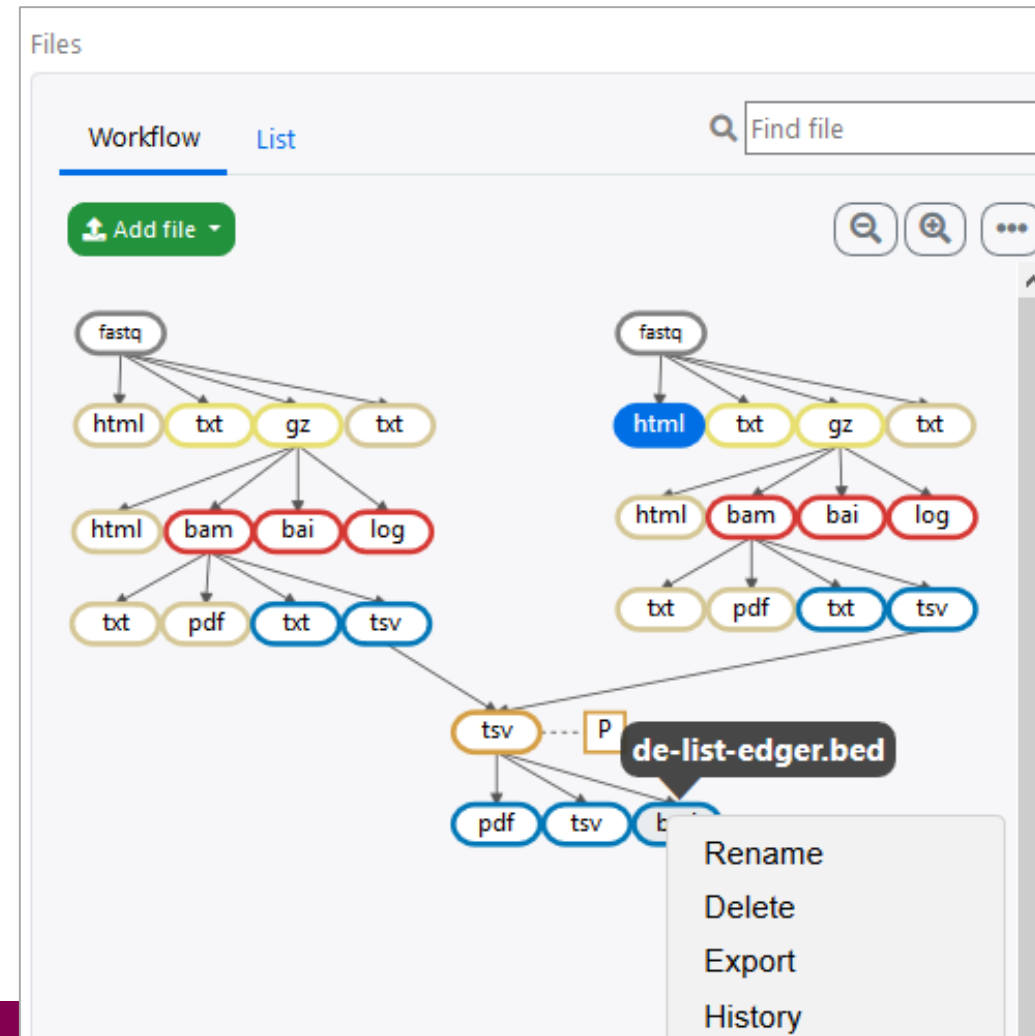 Files
Workflow List Find file
Add file
fastq fastq
html txt gz txt html txt gz txt
html bam bai log html bam bai log
txt pdf txt tsv txt pdf txt tsv
tsv P
de-list-edger.bed
pdf tsv
Rename
Delete
Export
History